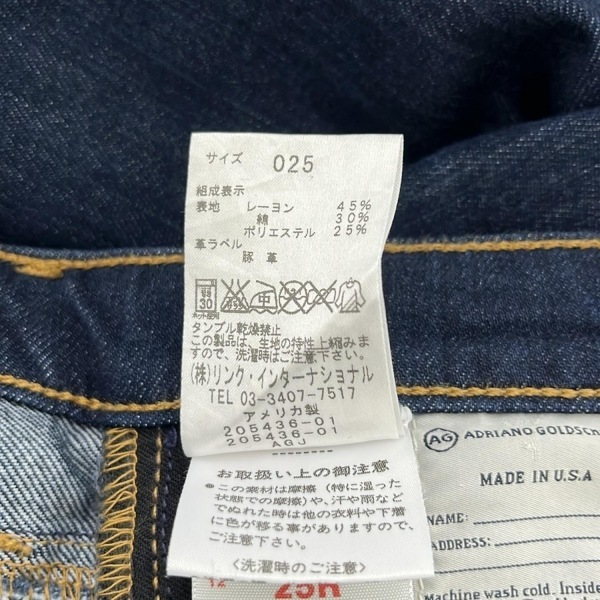 サイズ 025
組成表示
表地 レーヨン 45%
綿 30%
ポリエステル 25%
革ラベル
豚 革
30
タンブル乾燥禁止
この製品は、生地の特性上縮みま
すので、洗濯時はご注意下さい。
(株)リンク・インターナショナル
TEL 03-3407-7517
アメリカ製
205436-01
205436-01
AGJ
お取扱い上の御注意
この素材は摩擦 (特に湿った
状態での摩擦)や、汗や雨など
でぬれた時は他の衣料や下着
に色が移る事がありますので、
ご注意ください。
〈洗濯時のご注意〉
AG ADRIANO GOLDSC
MADE IN U.S.A
NAME:
ADDRESS:
Machine wash cold. Inside
12
25R